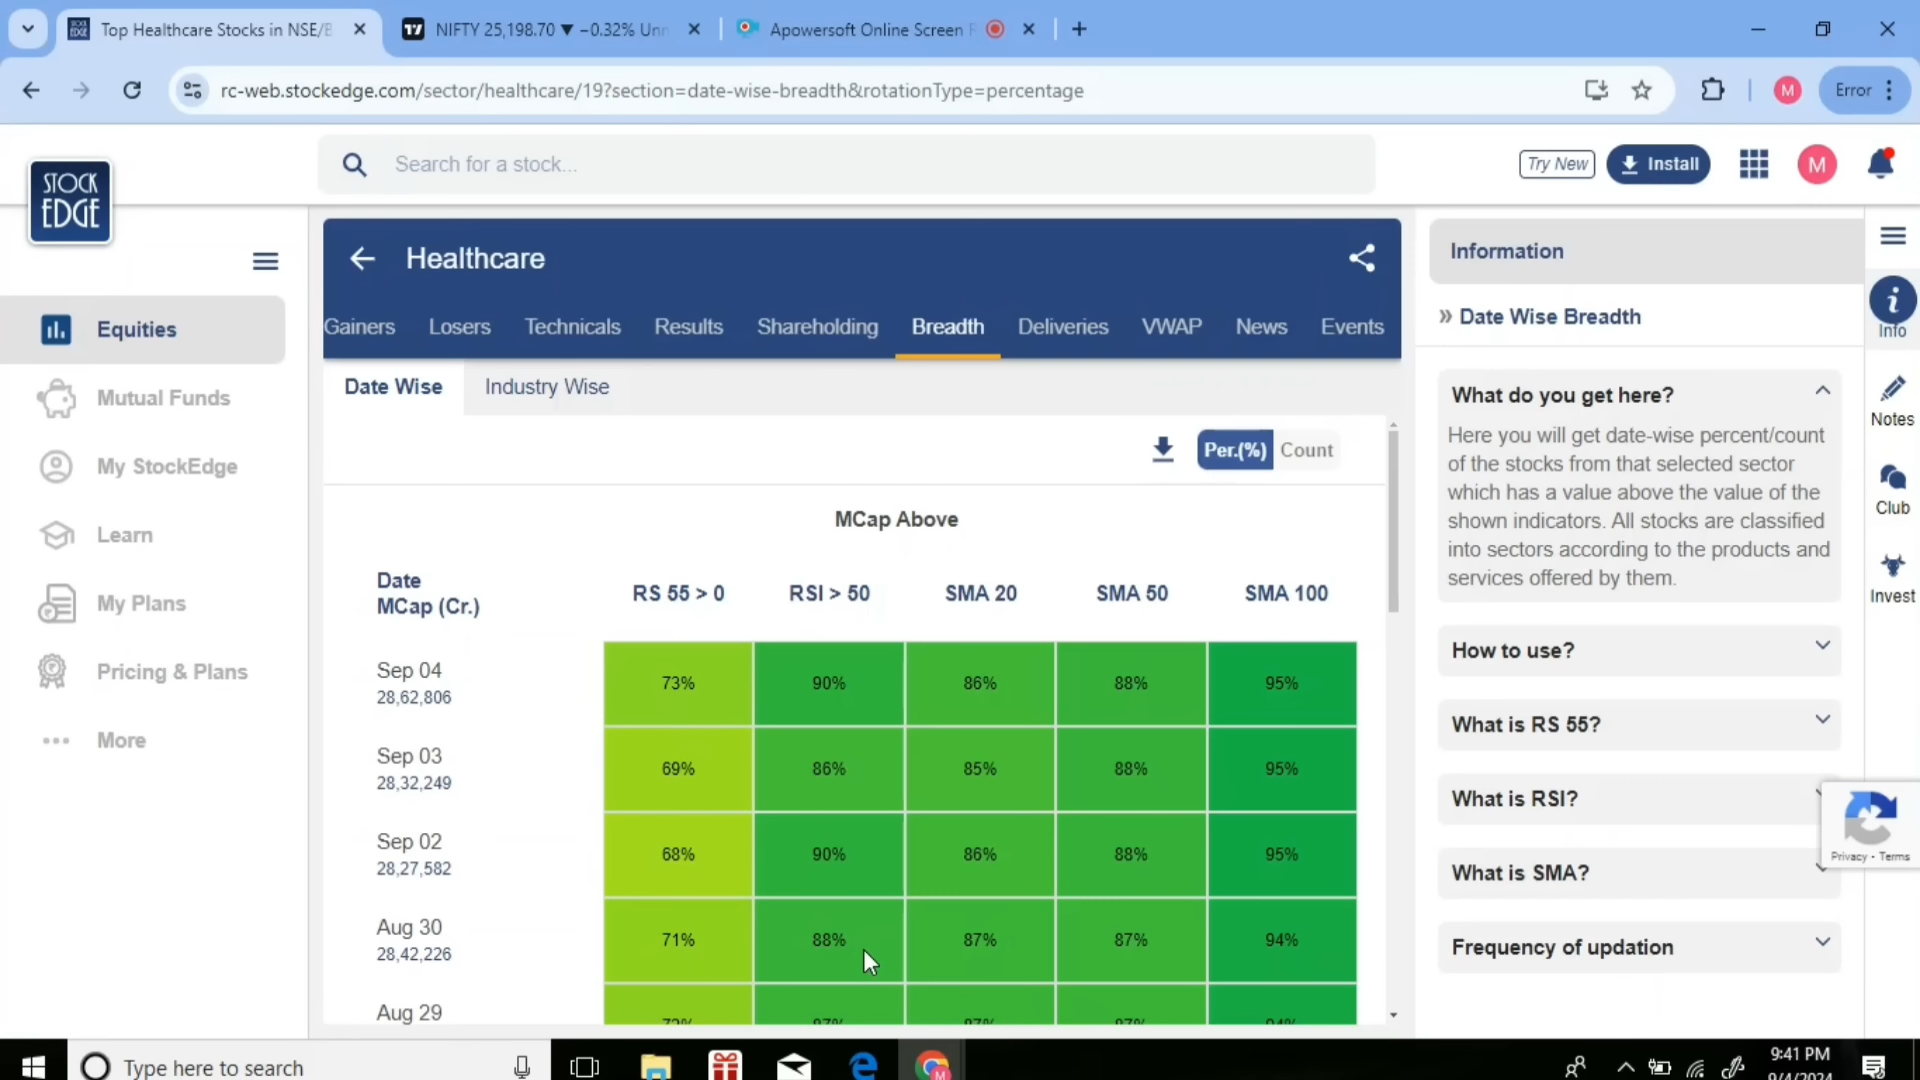 Top Healthcare Stocks in NSE/B
NIFTY 25,198.70 ▼ −0.32% Unn
Apowersoft Online Screen R
rc-web.stockedge.com/sector/healthcare/19?section=date-wise-breadth&rotationType=percentage
M
Error
STOCK
EDGE
Search for a stock...
Try New
Install
M
Equities
Mutual Funds
My StockEdge
Learn
My Plans
Pricing & Plans
More
Healthcare
Gainers Losers Technicals Results Shareholding Breadth Deliveries VWAP News Events
Date Wise Industry Wise
Per.(%) Count
MCap Above
Date
MCap (Cr.)
RS 55 > 0 RSI > 50 SMA 20 SMA 50 SMA 100
Sep 04
28,62,806
73% 90% 86% 88% 95%
Sep 03
28,32,249
69% 86% 85% 88% 95%
Sep 02
28,27,582
68% 90% 86% 88% 95%
Aug 30
28,42,226
71% 88% 87% 87% 94%
Aug 29
Information
» Date Wise Breadth
What do you get here?
Here you will get date-wise percent/count
of the stocks from that selected sector
which has a value above the value of the
shown indicators. All stocks are classified
into sectors according to the products and
services offered by them.
How to use?
What is RS 55?
What is RSI?
What is SMA?
Frequency of updation
Info
Notes
Club
Invest
Privacy - Terms
Type here to search
M
9:41 PM
9/4/2024